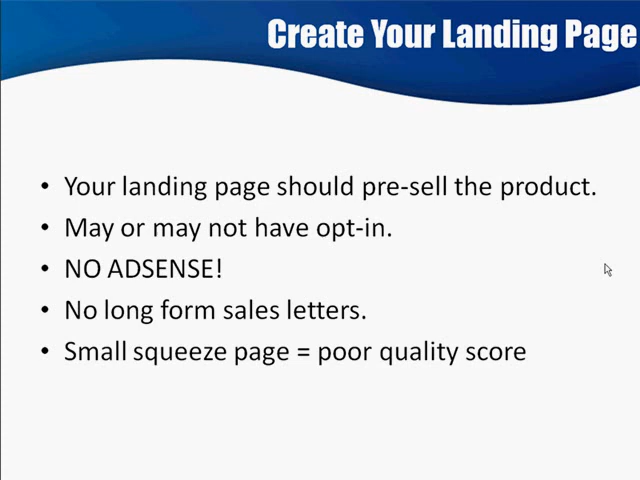 Create Your Landing Page
• Your landing page should pre-sell the product.
• May or may not have opt-in.
• NO ADSENSE!
• No long form sales letters.
• Small squeeze page = poor quality score